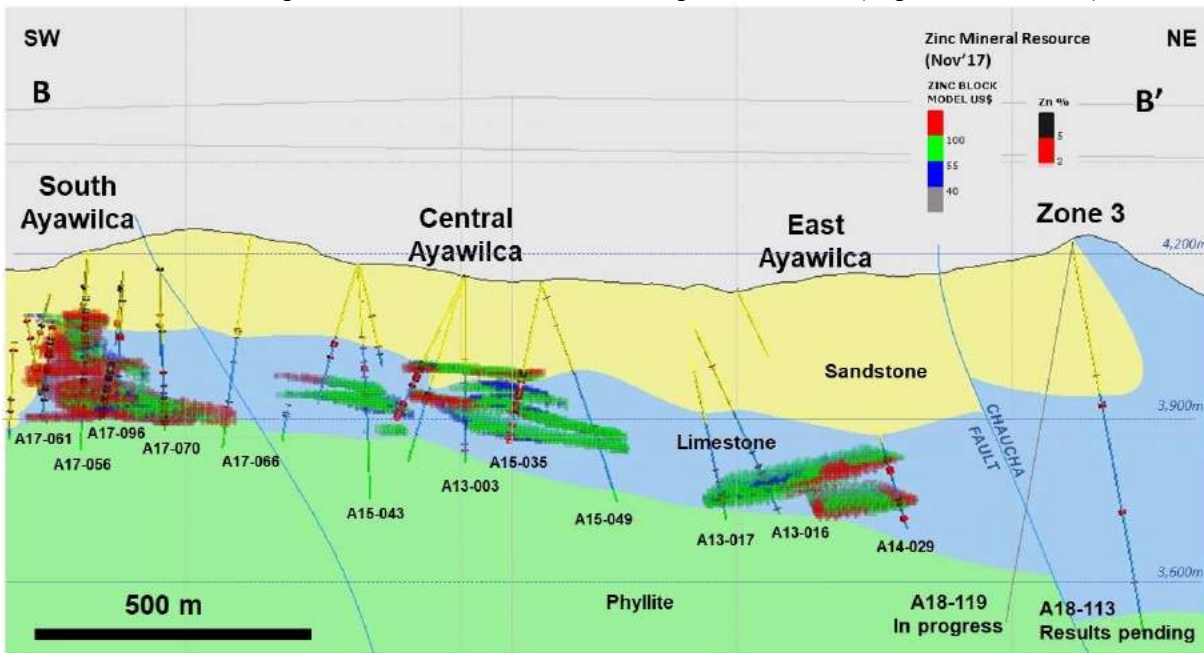 SW
Zinc Mineral Resource
(Nov'17)
NE
B
ZINC BLOCK
MODEL US$
100
55
40
Zn %
5
2
B'
South
Ayawilca
Central
Ayawilca
East
Ayawilca
Zone 3
4,200m
Sandstone
3,900m
Limestone
CHAUCHA
FAULT
A17-061
A17-096
A17-056
A17-070
A17-066
A15-043
A13-003
A15-035
A15-049
A13-017
A13-016
A14-029
3,600m
500 m
Phyllite
A18-119
In progress
A18-113
Results pending